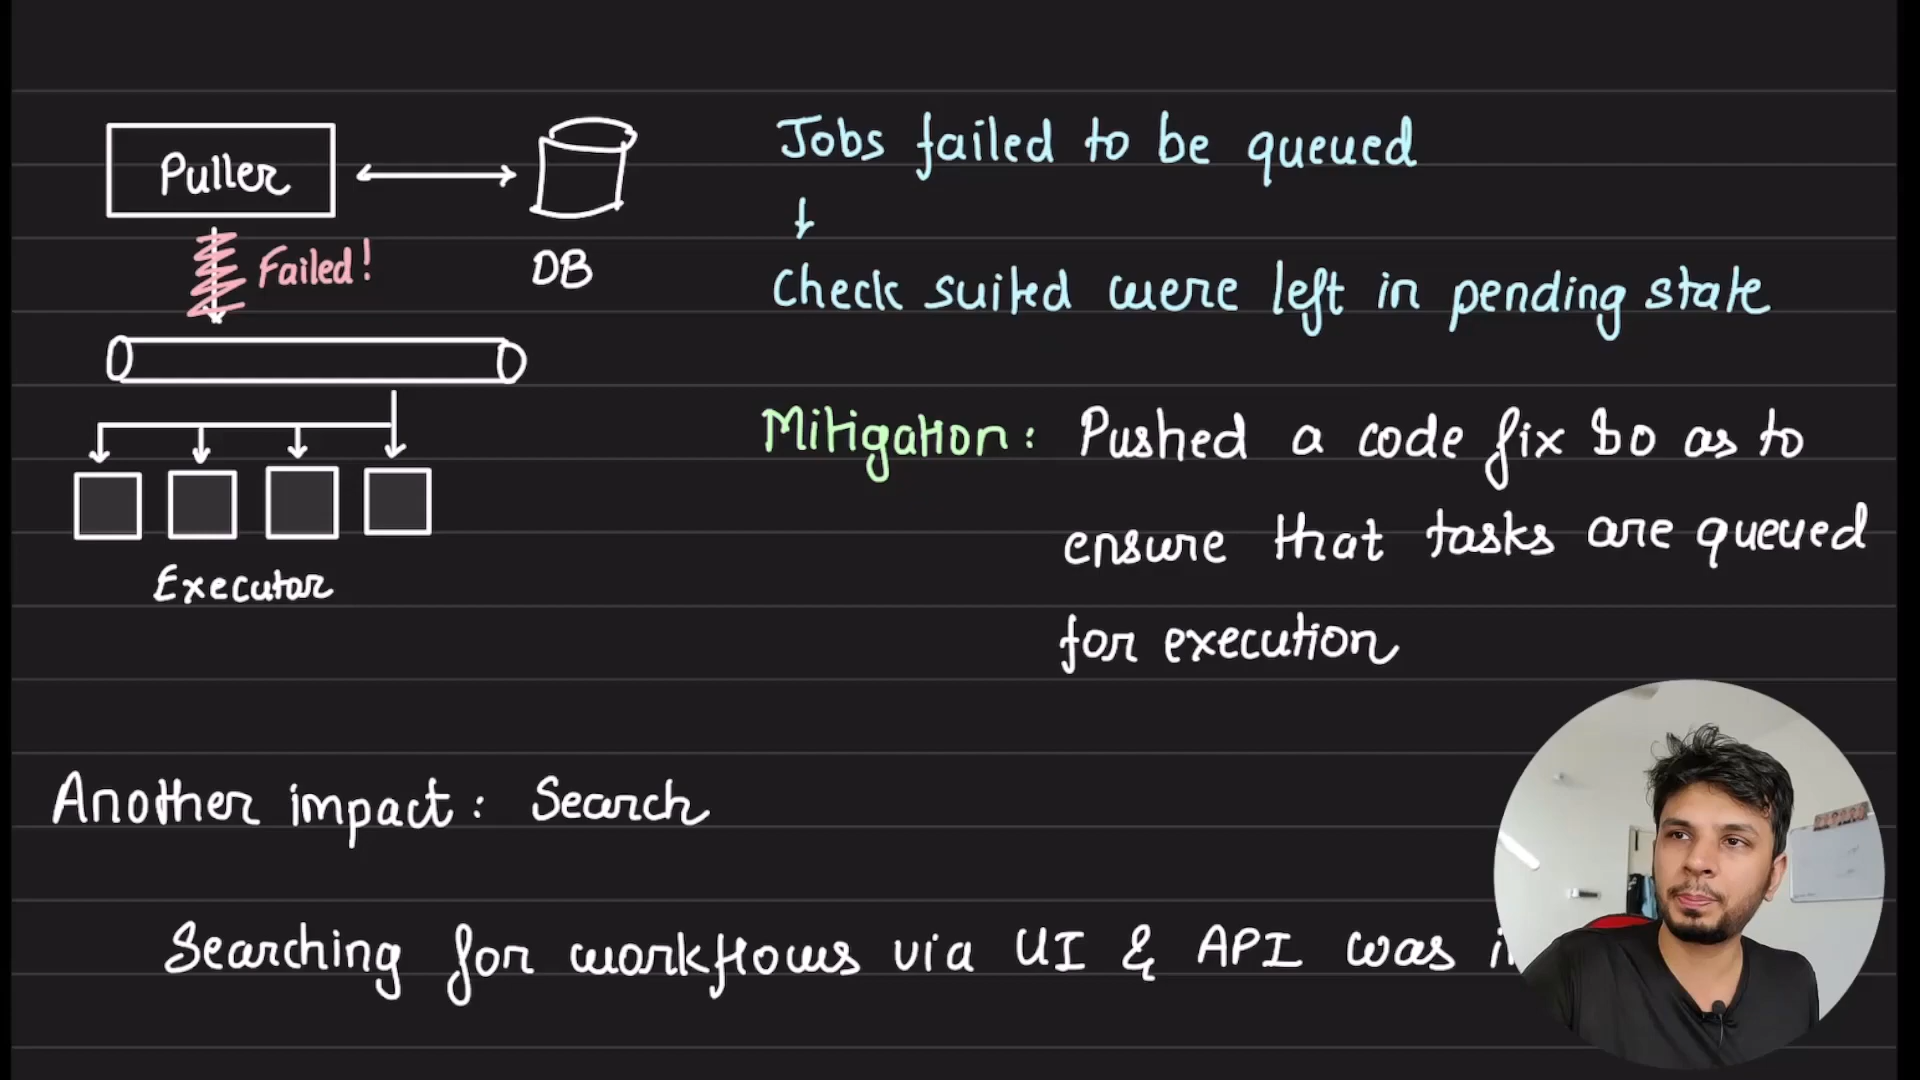 Puller
Failed!
DB
Executor
Jobs failed to be queued
Check suited were left in pending state
Mitigation: Pushed a code fix so as to
ensure that tasks are queued
for execution
Another impact: Search
Searching for workflows via UI & API was